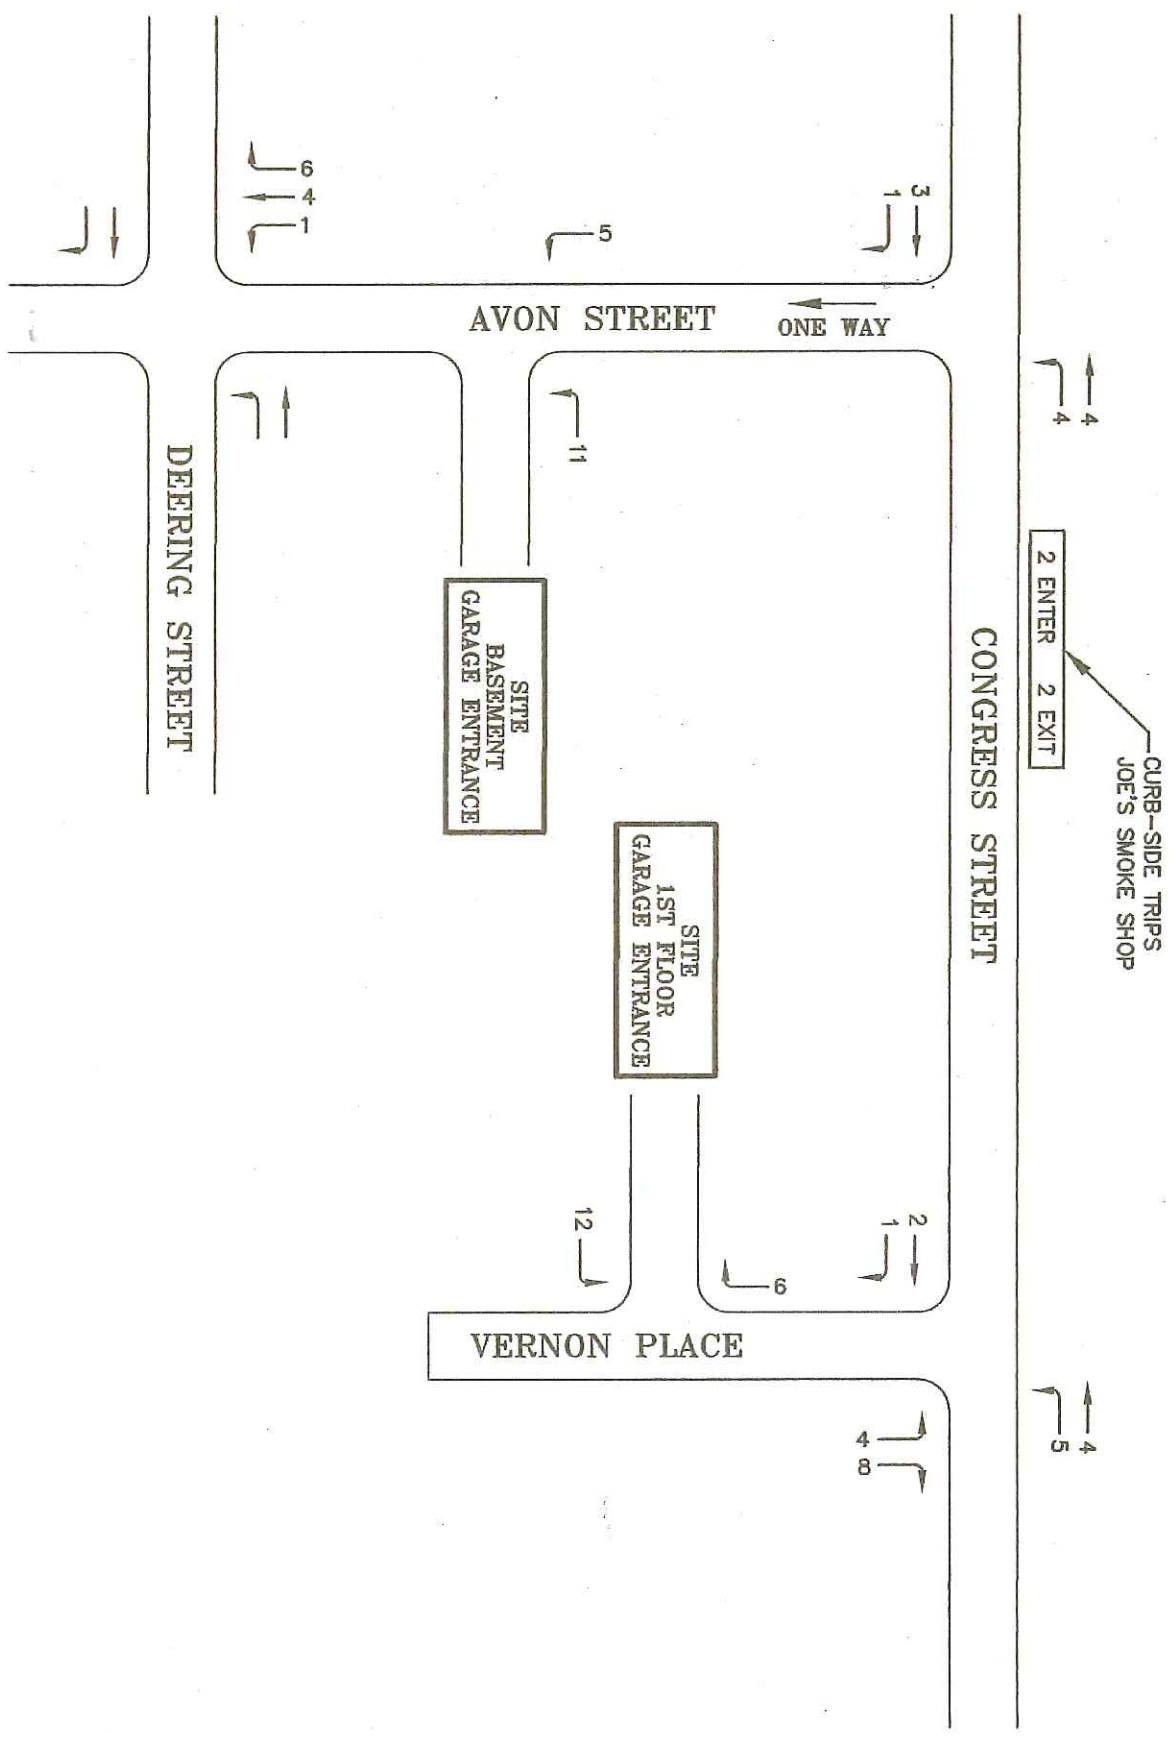 6
4
1
5
1
3
AVON STREET
ONE WAY
4
4
11
DEERING STREET
2 ENTER 2 EXIT
CURB-SIDE TRIPS
JOE'S SMOKE SHOP
CONGRESS STREET
SITE
BASEMENT
GARAGE ENTRANCE
SITE
1ST FLOOR
GARAGE ENTRANCE
12
1
2
6
VERNON PLACE
4
8
5
4